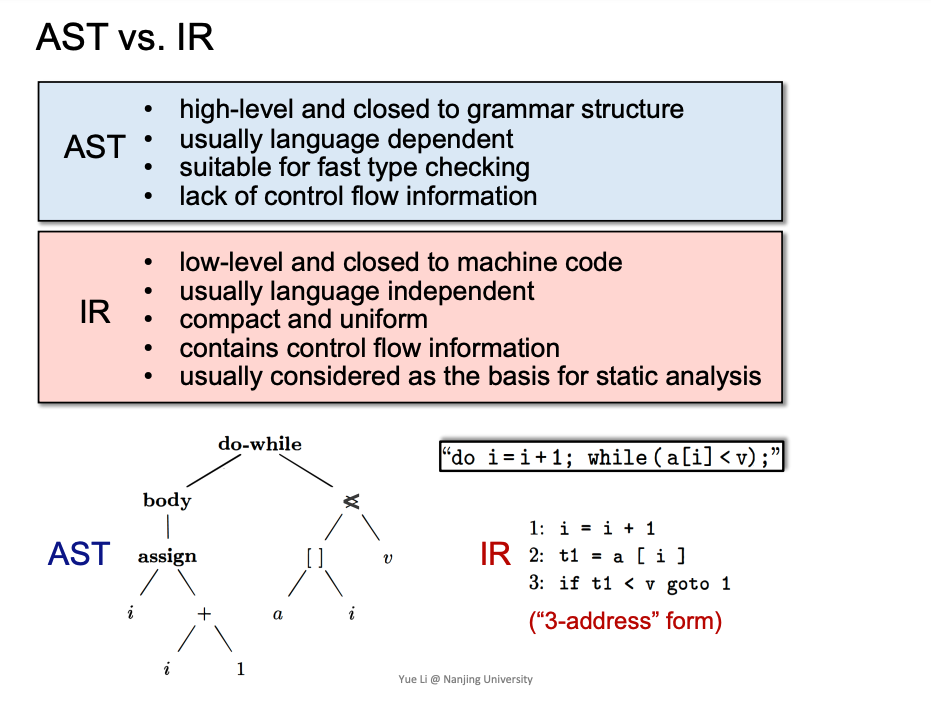 AST vs. IR
AST
• high-level and closed to grammar structure
• usually language dependent
• suitable for fast type checking
• lack of control flow information
IR
• low-level and closed to machine code
• usually language independent
• compact and uniform
• contains control flow information
• usually considered as the basis for static analysis
AST
do-while
body <
assign [ ] v
i + a i
i 1
“do i=i+1; while(a[i]<v);”
IR
1: i = i + 1
2: t1 = a [ i ]
3: if t1 < v goto 1
(“3-address” form)
Yue Li @ Nanjing University